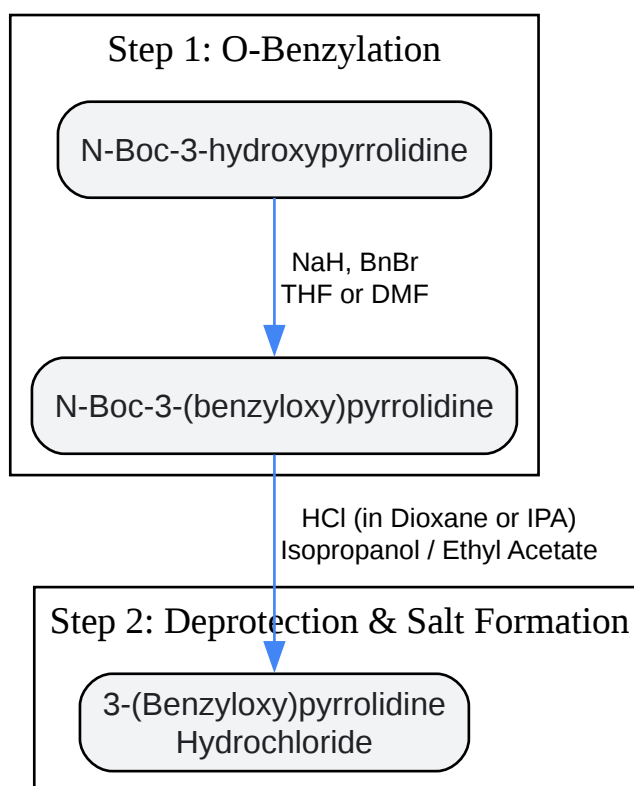 Step 1: O-Benzylation
N-Boc-3-hydroxypyrrolidine
NaH, BnBr
THF or DMF
N-Boc-3-(benzyloxy)pyrrolidine
HCl (in Dioxane or IPA)
Isopropanol / Ethyl Acetate
Step 2: Deprotection & Salt Formation
3-(Benzyloxy)pyrrolidine
Hydrochloride